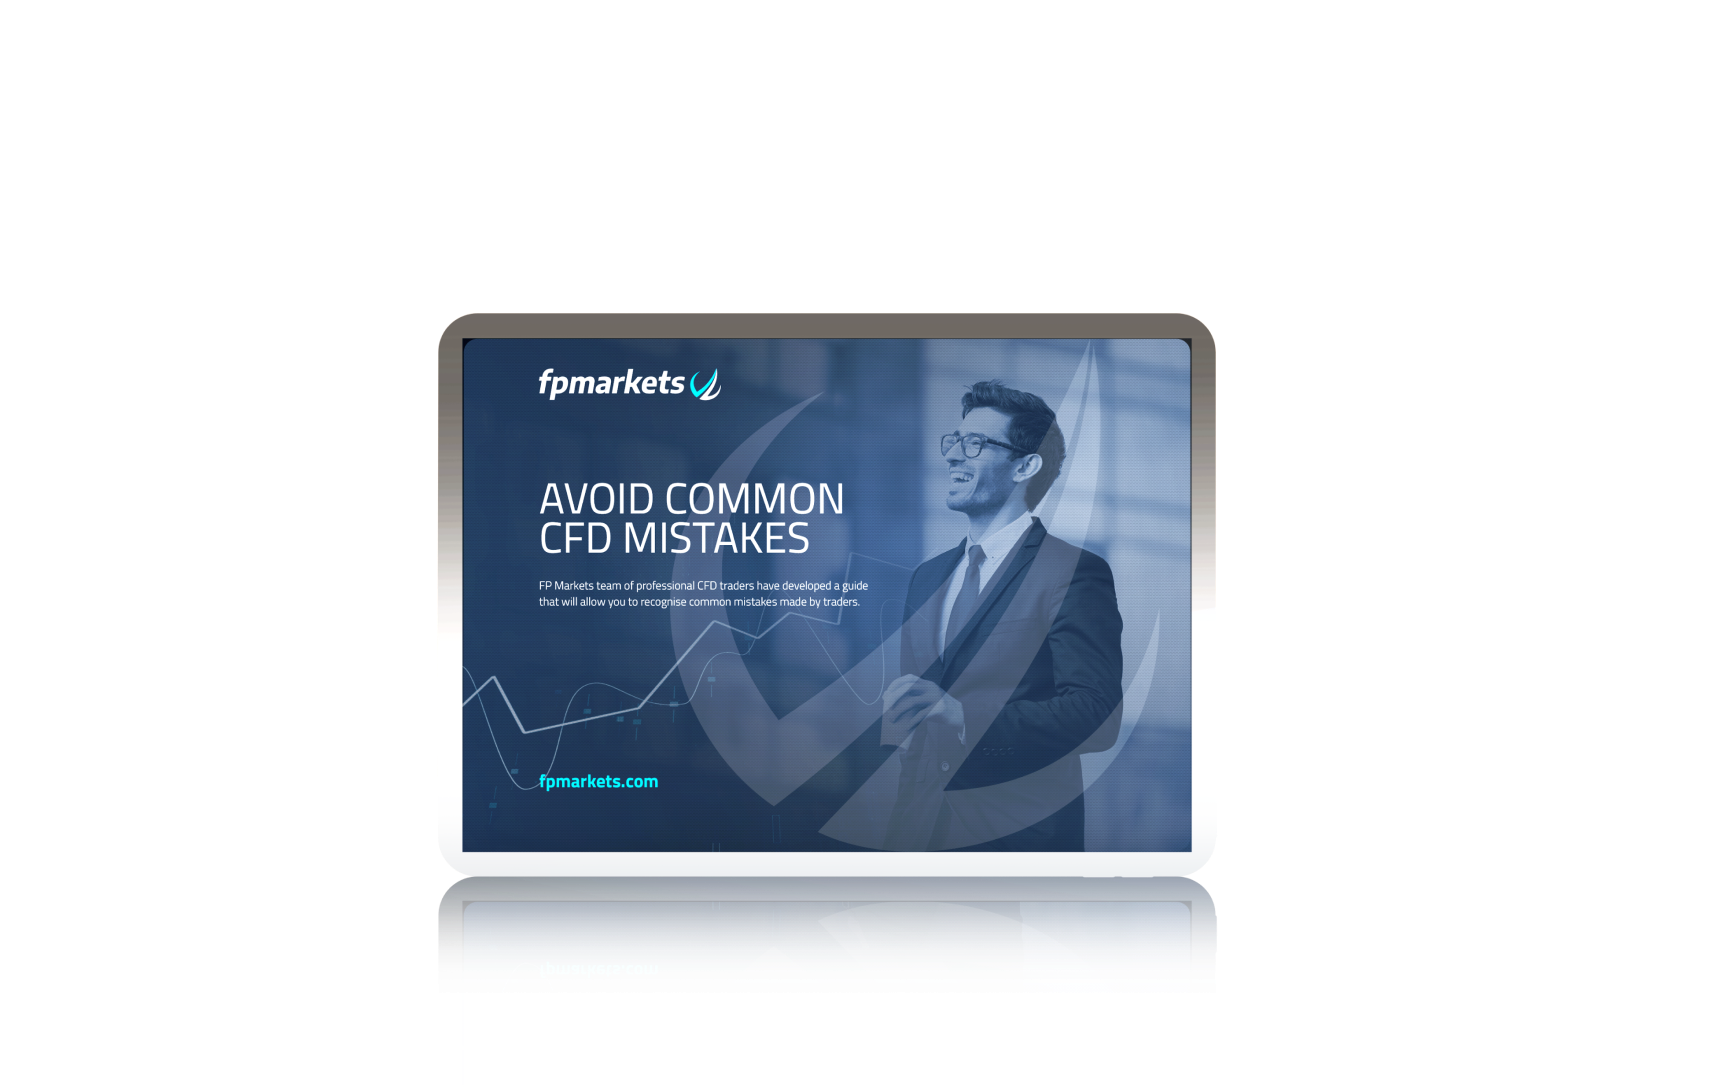 fpmarkets
AVOID COMMON
CFD MISTAKES
FP Markets team of professional CFD traders have developed a guide
that will allow you to recognise common mistakes made by traders.
fpmarkets.com